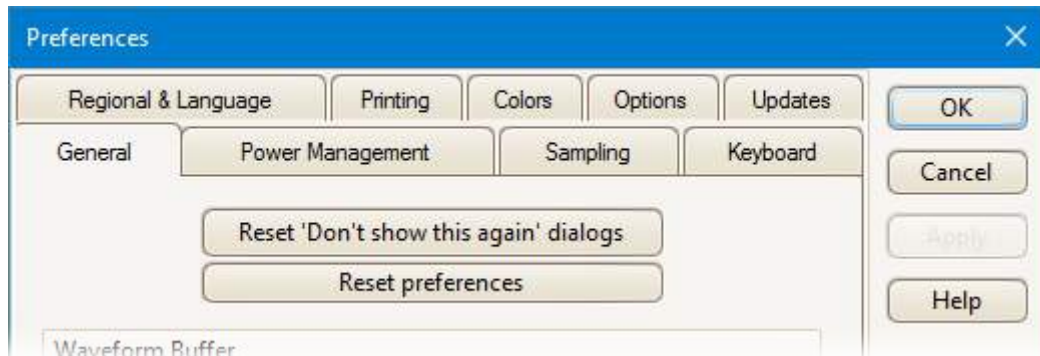 Preferences
Regional & Language Printing Colors Options Updates
General Power Management Sampling Keyboard
OK
Cancel
Apply
Help
Reset 'Don't show this again' dialogs
Reset preferences
Waveform Buffer